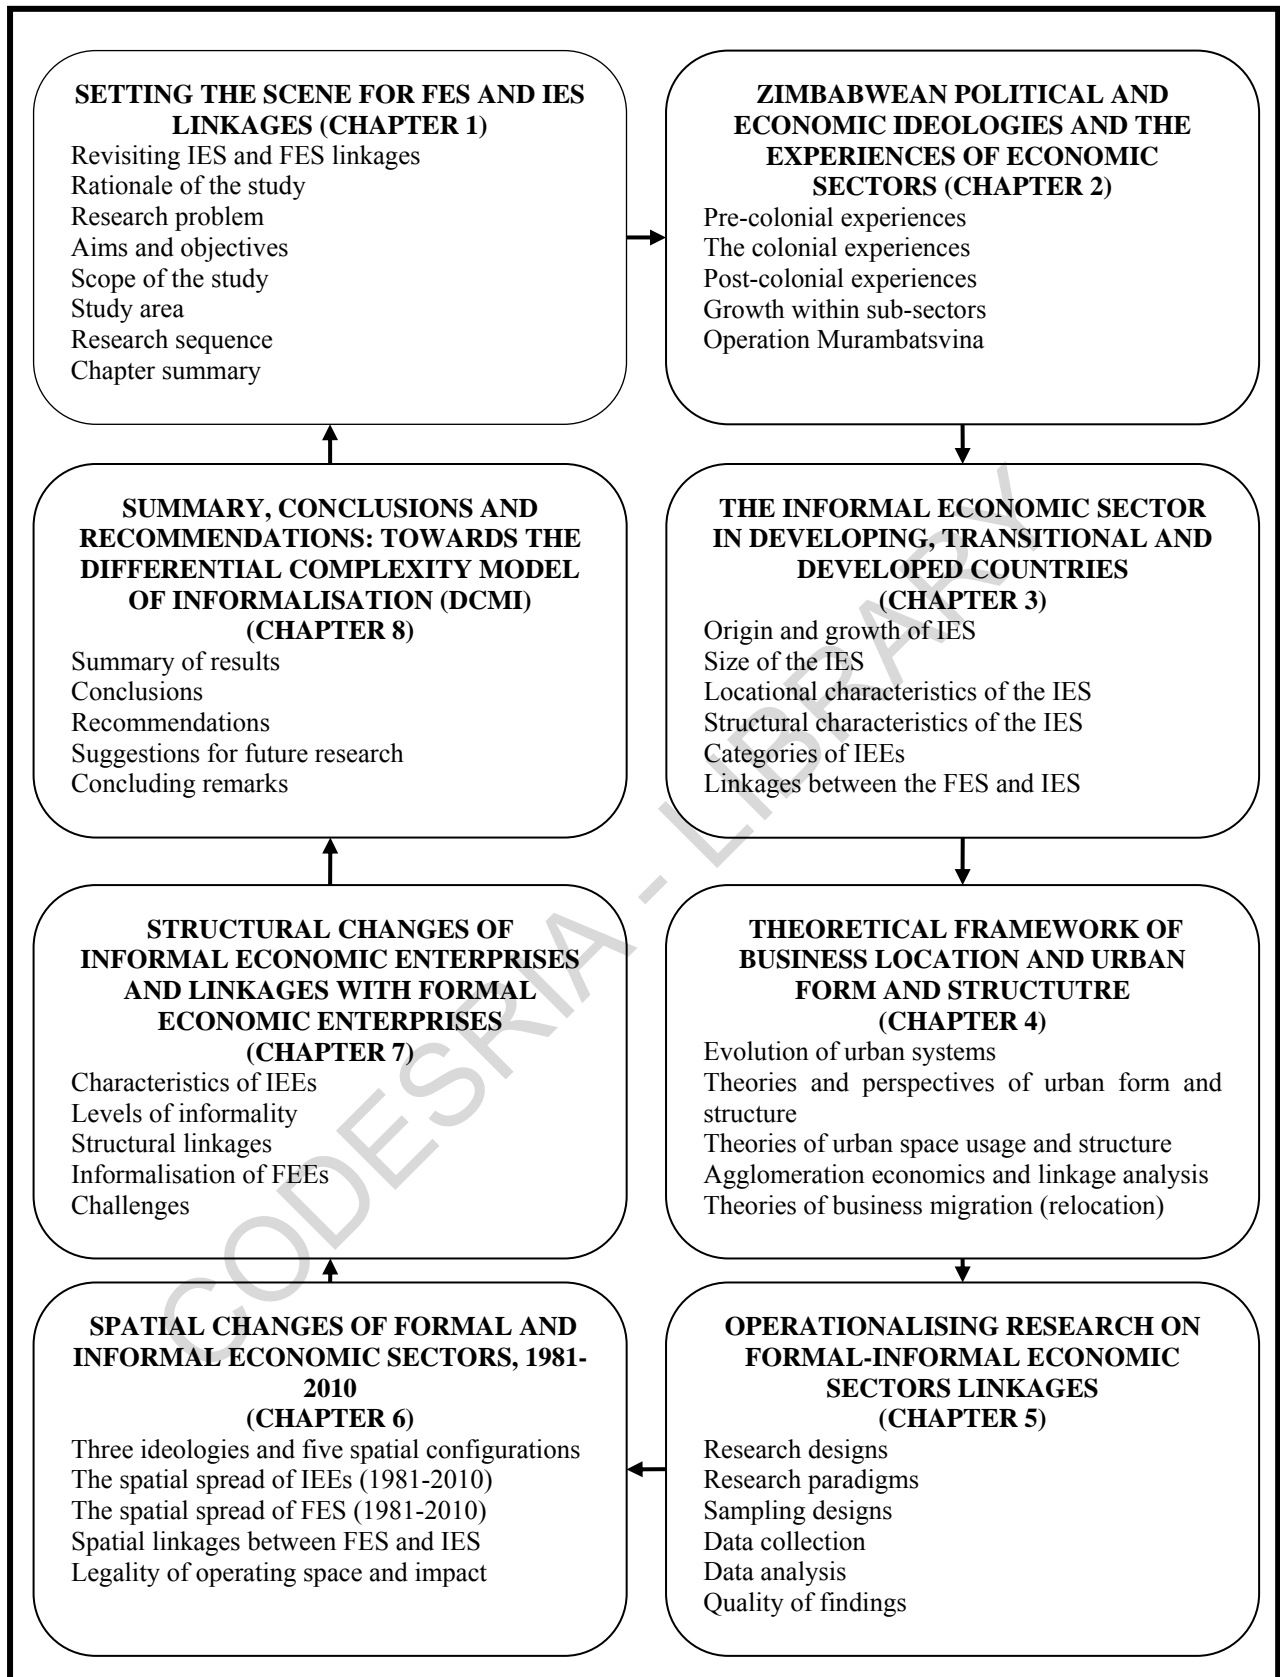 SETTING THE SCENE FOR FES AND IES
LINKAGES (CHAPTER 1)
Revisiting IES and FES linkages
Rationale of the study
Research problem
Aims and objectives
Scope of the study
Study area
Research sequence
Chapter summary
ZIMBABWEAN POLITICAL AND
ECONOMIC IDEOLOGIES AND THE
EXPERIENCES OF ECONOMIC
SECTORS (CHAPTER 2)
Pre-colonial experiences
The colonial experiences
Post-colonial experiences
Growth within sub-sectors
Operation Murambatsvina
THE INFORMAL ECONOMIC SECTOR
IN DEVELOPING, TRANSITIONAL AND
DEVELOPED COUNTRIES
(CHAPTER 3)
Origin and growth of IES
Size of the IES
Locational characteristics of the IES
Structural characteristics of the IES
Categories of IEEs
Linkages between the FES and IES
THEORETICAL FRAMEWORK OF
BUSINESS LOCATION AND URBAN
FORM AND STRUCTUTRE
(CHAPTER 4)
Evolution of urban systems
Theories and perspectives of urban form and
structure
Theories of urban space usage and structure
Agglomeration economics and linkage analysis
Theories of business migration (relocation)
OPERATIONALISING RESEARCH ON
FORMAL-INFORMAL ECONOMIC
SECTORS LINKAGES
(CHAPTER 5)
Research designs
Research paradigms
Sampling designs
Data collection
Data analysis
Quality of findings
SPATIAL CHANGES OF FORMAL AND
INFORMAL ECONOMIC SECTORS, 1981-
2010
(CHAPTER 6)
Three ideologies and five spatial configurations
The spatial spread of IEEs (1981-2010)
The spatial spread of FES (1981-2010)
Spatial linkages between FES and IES
Legality of operating space and impact
STRUCTURAL CHANGES OF
INFORMAL ECONOMIC ENTERPRISES
AND LINKAGES WITH FORMAL
ECONOMIC ENTERPRISES
(CHAPTER 7)
Characteristics of IEEs
Levels of informality
Structural linkages
Informalisation of FEEs
Challenges
SUMMARY, CONCLUSIONS AND
RECOMMENDATIONS: TOWARDS THE
DIFFERENTIAL COMPLEXITY MODEL
OF INFORMALISATION (DCMI)
(CHAPTER 8)
Summary of results
Conclusions
Recommendations
Suggestions for future research
Concluding remarks
CODESRIA - LIBRARY